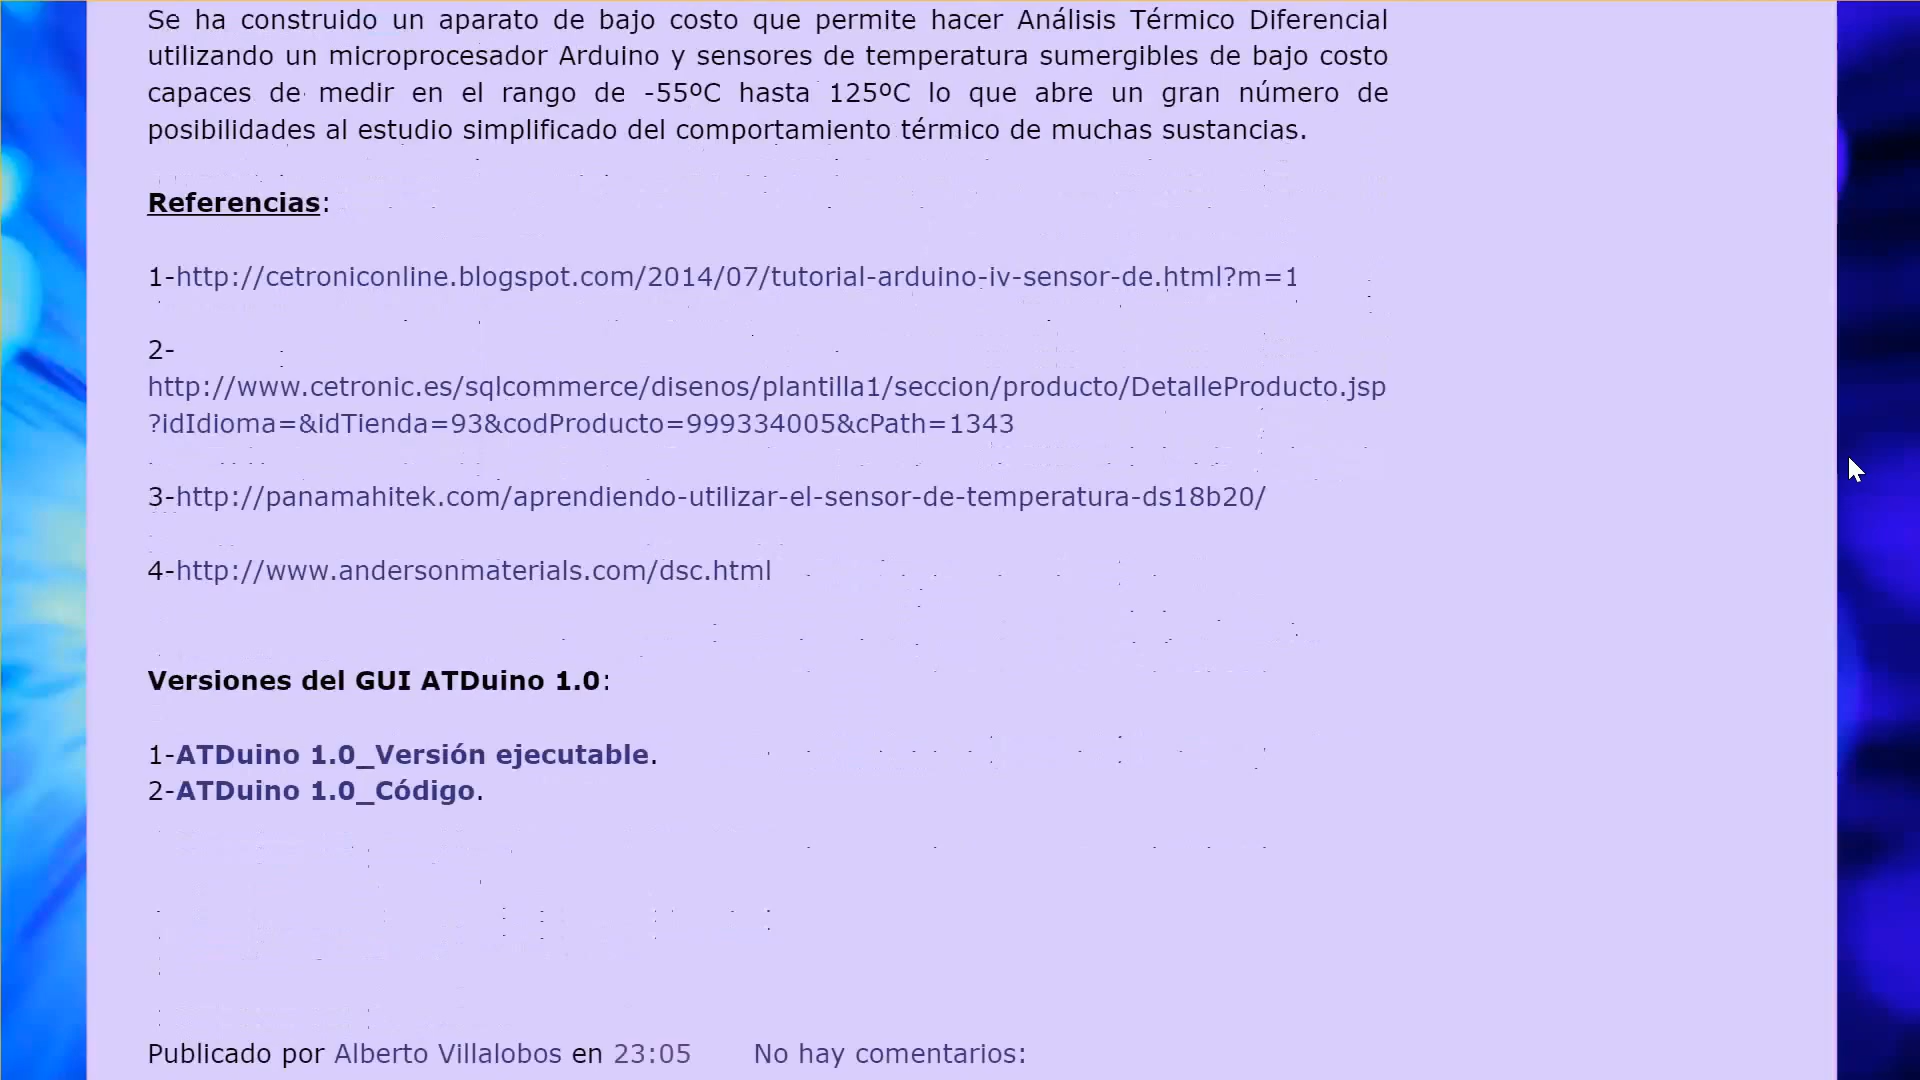 Se ha construido un aparato de bajo costo que permite hacer Análisis Térmico Diferencial
utilizando un microprocesador Arduino y sensores de temperatura sumergibles de bajo costo
capaces de medir en el rango de -55ºC hasta 125ºC lo que abre un gran número de
posibilidades al estudio simplificado del comportamiento térmico de muchas sustancias.
Referencias:
1-http://cetroniconline.blogspot.com/2014/07/tutorial-arduino-iv-sensor-de.html?m=1
2-
http://www.cetronic.es/sqlcommerce/disenos/plantilla1/seccion/producto/DetalleProducto.jsp
?idIdioma=&idTienda=93&codProducto=999334005&cPath=1343
3-http://panamahitek.com/aprendiendo-utilizar-el-sensor-de-temperatura-ds18b20/
4-http://www.andersonmaterials.com/dsc.html
Versiones del GUI ATDuino 1.0:
1-ATDuino 1.0_Versión ejecutable.
2-ATDuino 1.0_Código.
Publicado por Alberto Villalobos en 23:05 No hay comentarios: